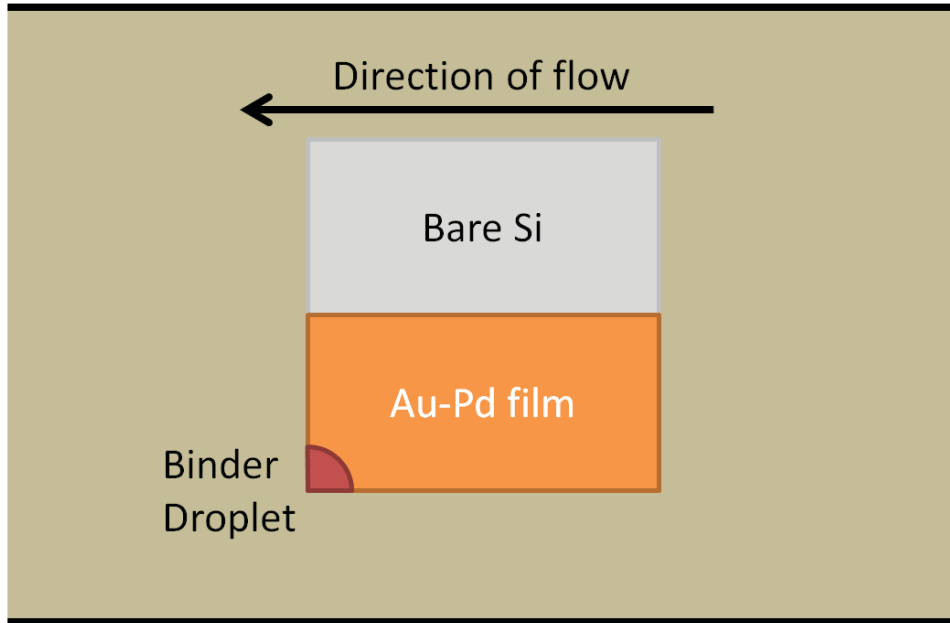 Direction of flow
Bare Si
Au-Pd film
Binder
Droplet